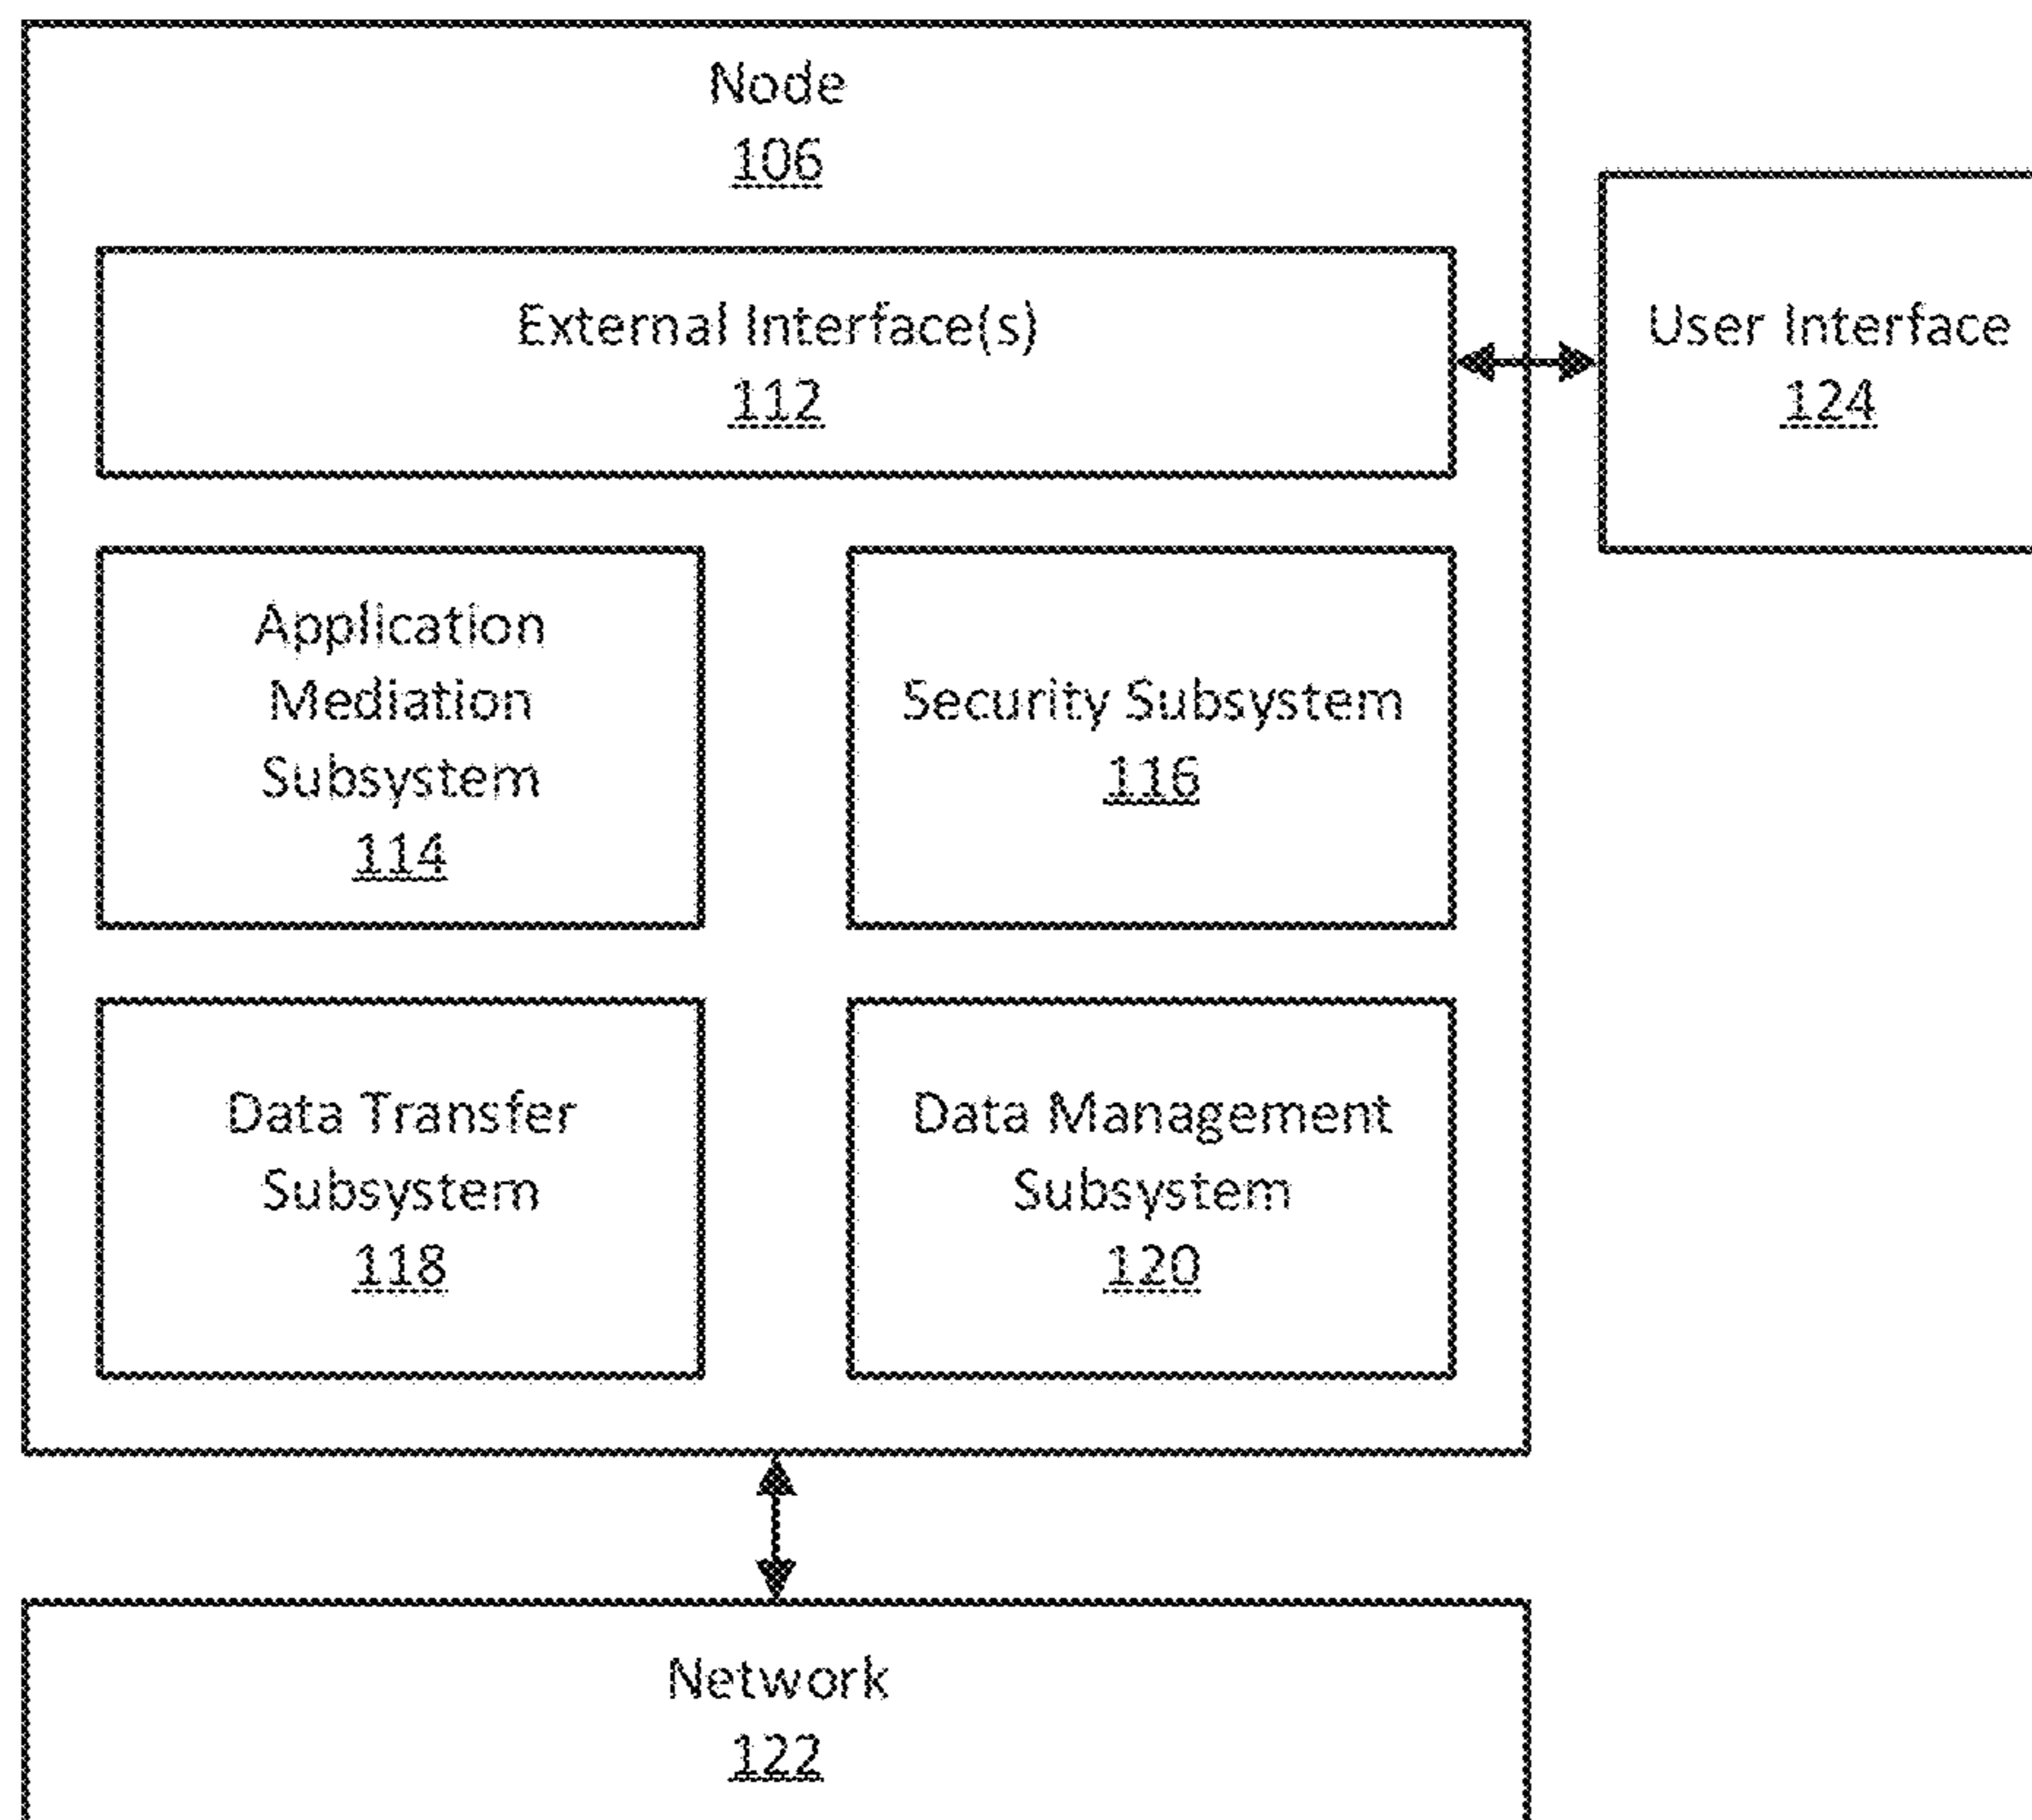 Node
106
External Interface(s)
112
User Interface
124
Application
Mediation
Subsystem
114
Security Subsystem
116
Data Transfer
Subsystem
118
Data Management
Subsystem
120
Network
122